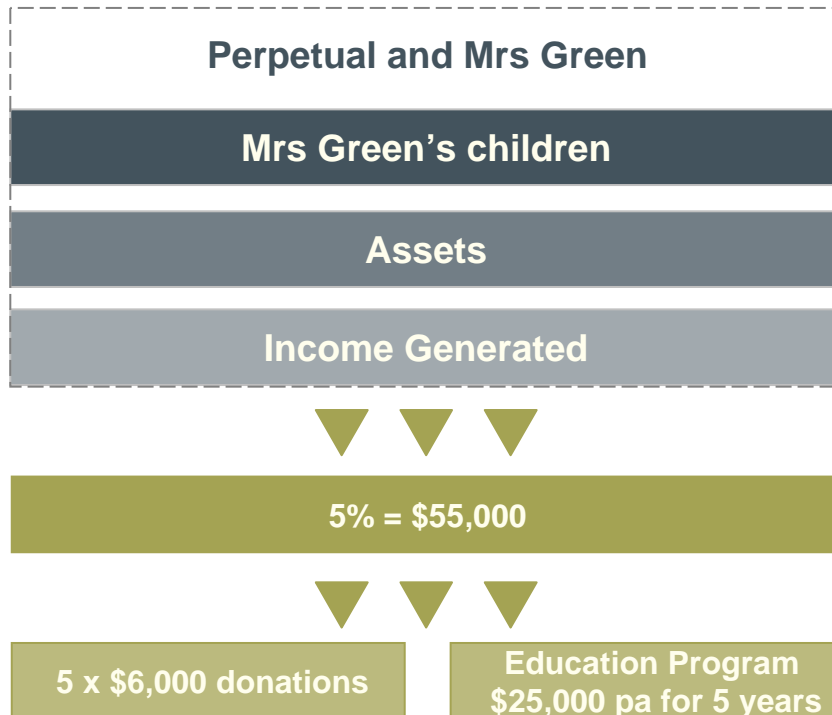 Perpetual and Mrs Green
Mrs Green’s children
Assets
Income Generated
5% = $55,000
5 x $6,000 donations
Education Program
$25,000 pa for 5 years